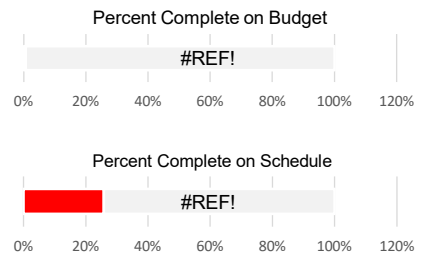 Percent Complete on Budget
#REF!
0% 20% 40% 60% 80% 100% 120%
Percent Complete on Schedule
#REF!
0% 20% 40% 60% 80% 100% 120%